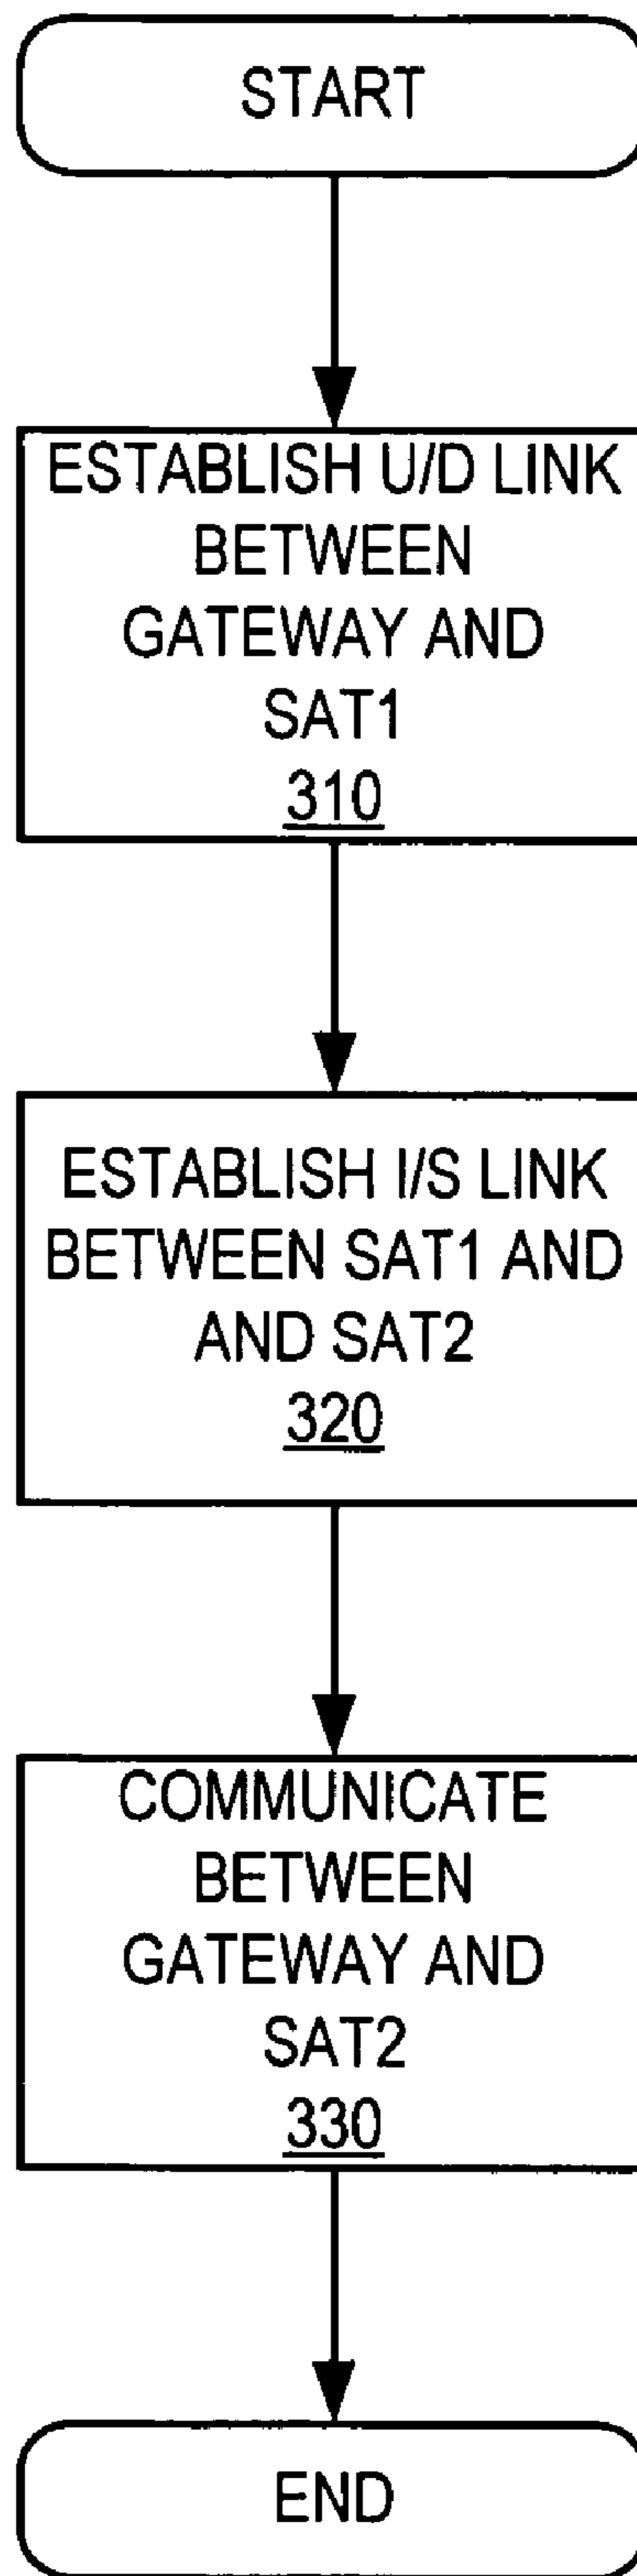 START
ESTABLISH U/D LINK
BETWEEN
GATEWAY AND
SAT1
310
ESTABLISH I/S LINK
BETWEEN SAT1 AND
AND SAT2
320
COMMUNICATE
BETWEEN
GATEWAY AND
SAT2
330
END